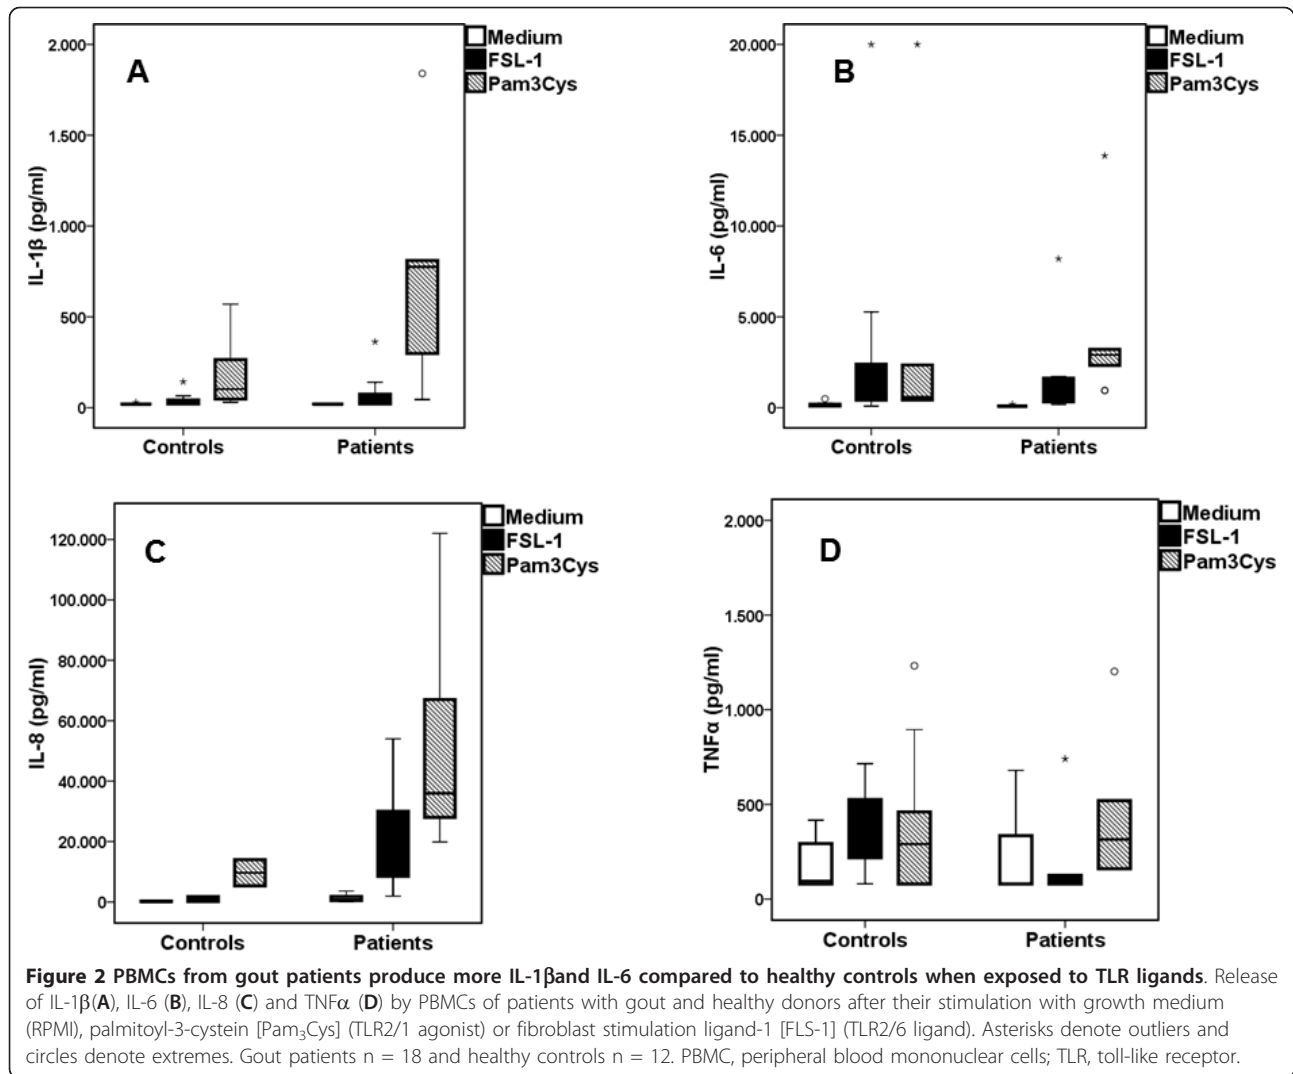 2.000
1.500
1.000
500
0
IL-1β (pg/ml)
A
Medium
FSL-1
Pam3Cys
Controls
Patients
20.000
15.000
10.000
5.000
0
IL-6 (pg/ml)
B
Medium
FSL-1
Pam3Cys
Controls
Patients
120.000
100.000
80.000
60.000
40.000
20.000
0
IL-8 (pg/ml)
C
Medium
FSL-1
Pam3Cys
Controls
Patients
2.000
1.500
1.000
500
0
TNFα (pg/ml)
D
Medium
FSL-1
Pam3Cys
Controls
Patients
Figure 2 PBMCs from gout patients produce more IL-1βand IL-6 compared to healthy controls when exposed to TLR ligands. Release
of IL-1β(A), IL-6 (B), IL-8 (C) and TNFα (D) by PBMCs of patients with gout and healthy donors after their stimulation with growth medium
(RPMI), palmitoyl-3-cystein [Pam₃Cys] (TLR2/1 agonist) or fibroblast stimulation ligand-1 [FLS-1] (TLR2/6 ligand). Asterisks denote outliers and
circles denote extremes. Gout patients n = 18 and healthy controls n = 12. PBMC, peripheral blood mononuclear cells; TLR, toll-like receptor.